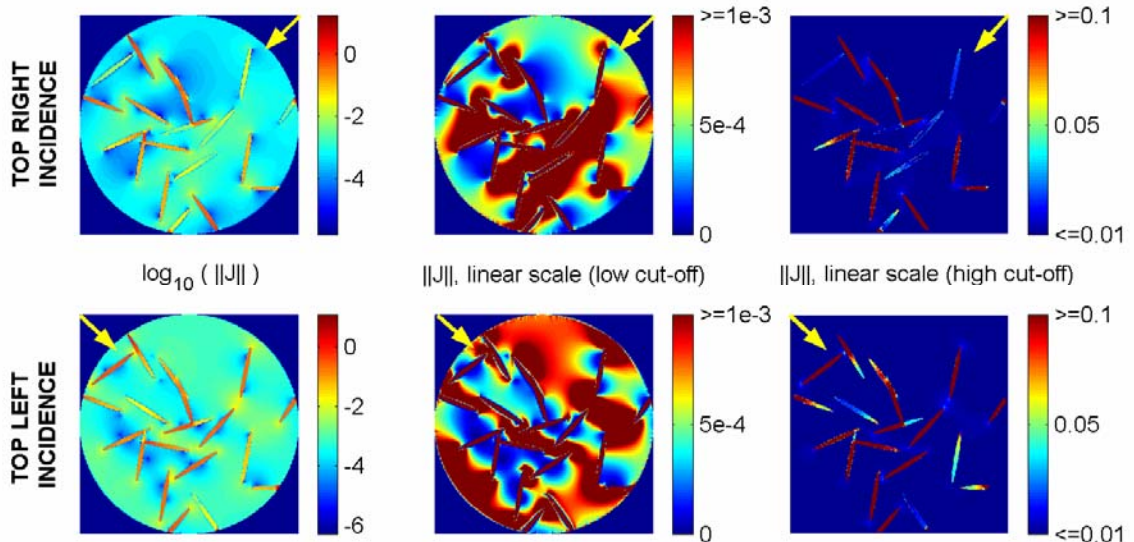 TOP RIGHT
INCIDENCE
0
-2
-4
>=1e-3
5e-4
0
>=0.1
0.05
<=0.01
log10 ( ||J|| )
||J||, linear scale (low cut-off)
||J||, linear scale (high cut-off)
TOP LEFT
INCIDENCE
0
-2
-4
-6
>=1e-3
5e-4
0
>=0.1
0.05
<=0.01